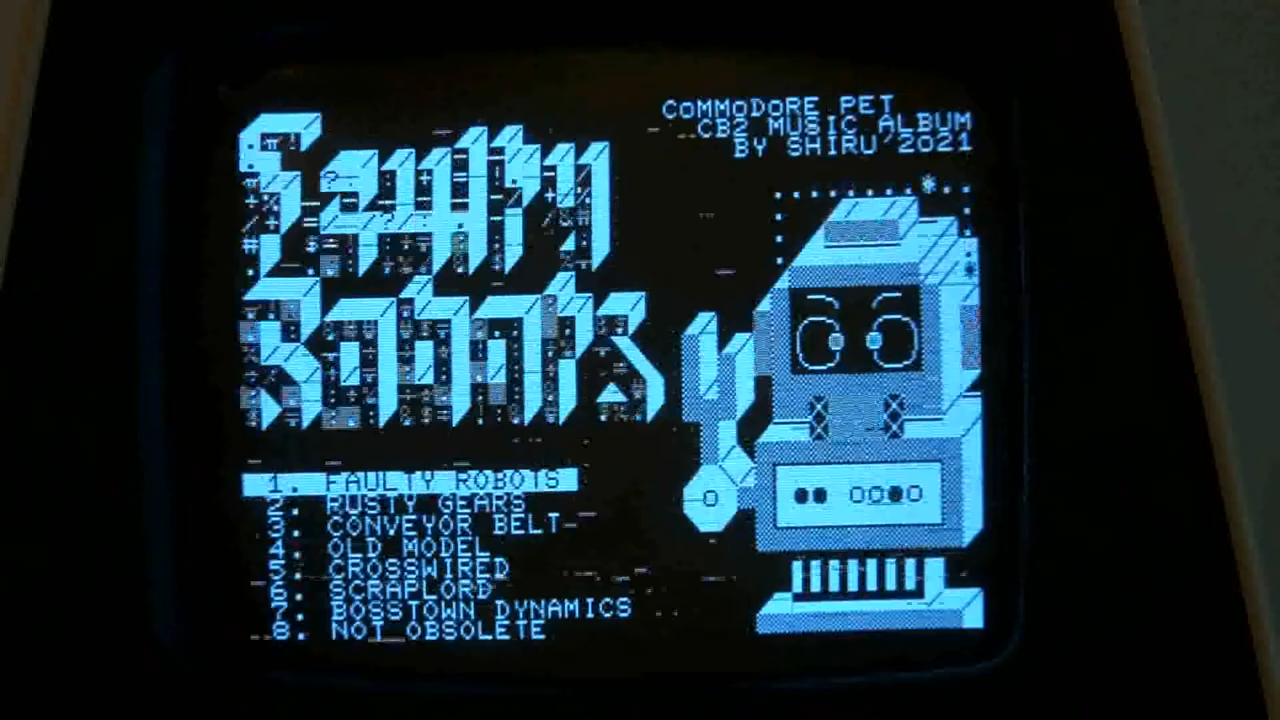 Faulty
Robots
COMMODORE PET
CB2 MUSIC ALBUM
BY SHIRU'2021
1. FAULTY ROBOTS
2. RUSTY GEARS
3. CONVEYOR BELT
4. OLD MODEL
5. CROSSWIRED
6. SCRAPLORD
7. BOSSTOWN DYNAMICS
8. NOT OBSOLETE